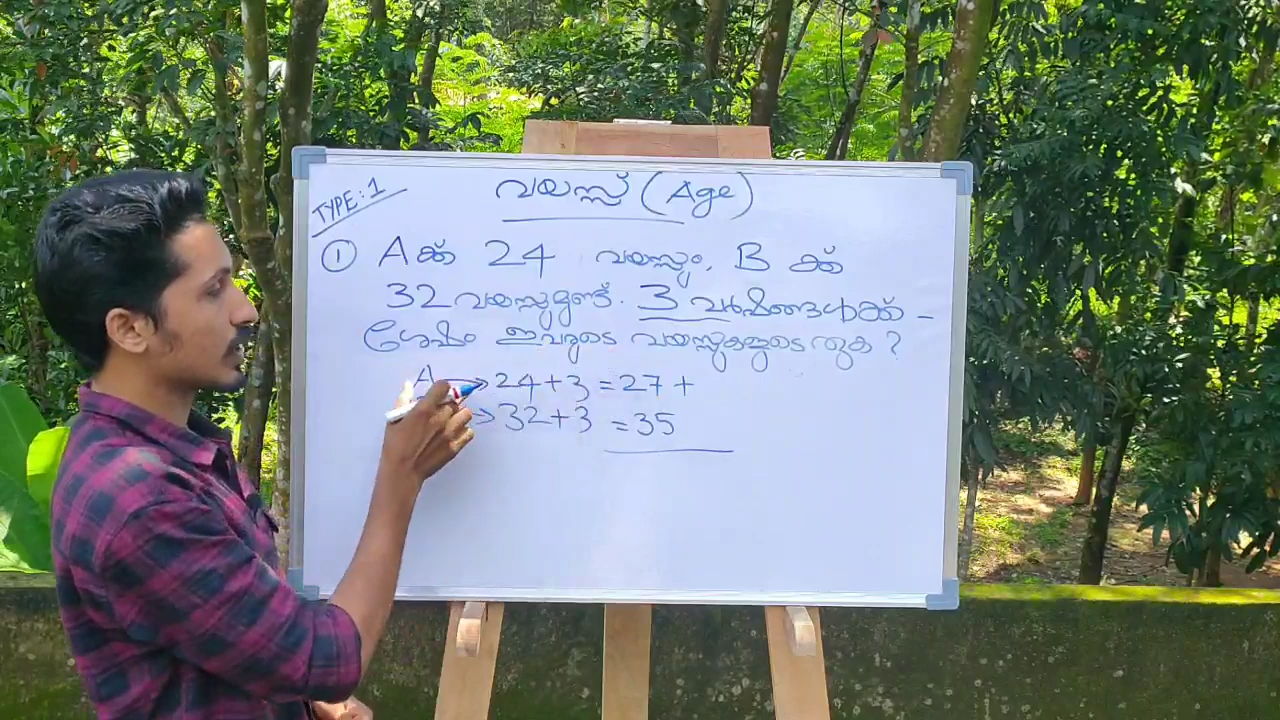 TYPE:1
വയസ്സ് (Age)
① Aക്ക് 24 വയസ്സും, B ക്ക്
32 വയസ്സുമുണ്ട്. 3 വർഷങ്ങൾക്ക് -
ശേഷം ഇവരുടെ വയസ്സുകളുടെ തുക ?
A → 24+3 = 27 +
→ 32+3 = 35